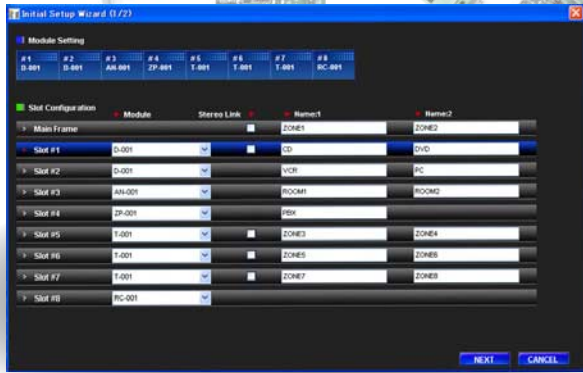 Initial Setup Wizard (1/2)
Module Setting
#1 #2 #3 #4 #5 #6 #7 #8
D-001 D-001 AN-001 ZP-001 T-001 T-001 T-001 RC-001
Slot Configuration
Module Stereo Link Name:1 Name:2
Main Frame ZONE1 ZONE2
Slot #1 D-001 CD DVD
Slot #2 D-001 VCR PC
Slot #3 AN-001 ROOM1 ROOM2
Slot #4 ZP-001 PBX
Slot #5 T-001 ZONE3 ZONE4
Slot #6 T-001 ZONE5 ZONE6
Slot #7 T-001 ZONE7 ZONE8
Slot #8 RC-001
NEXT CANCEL